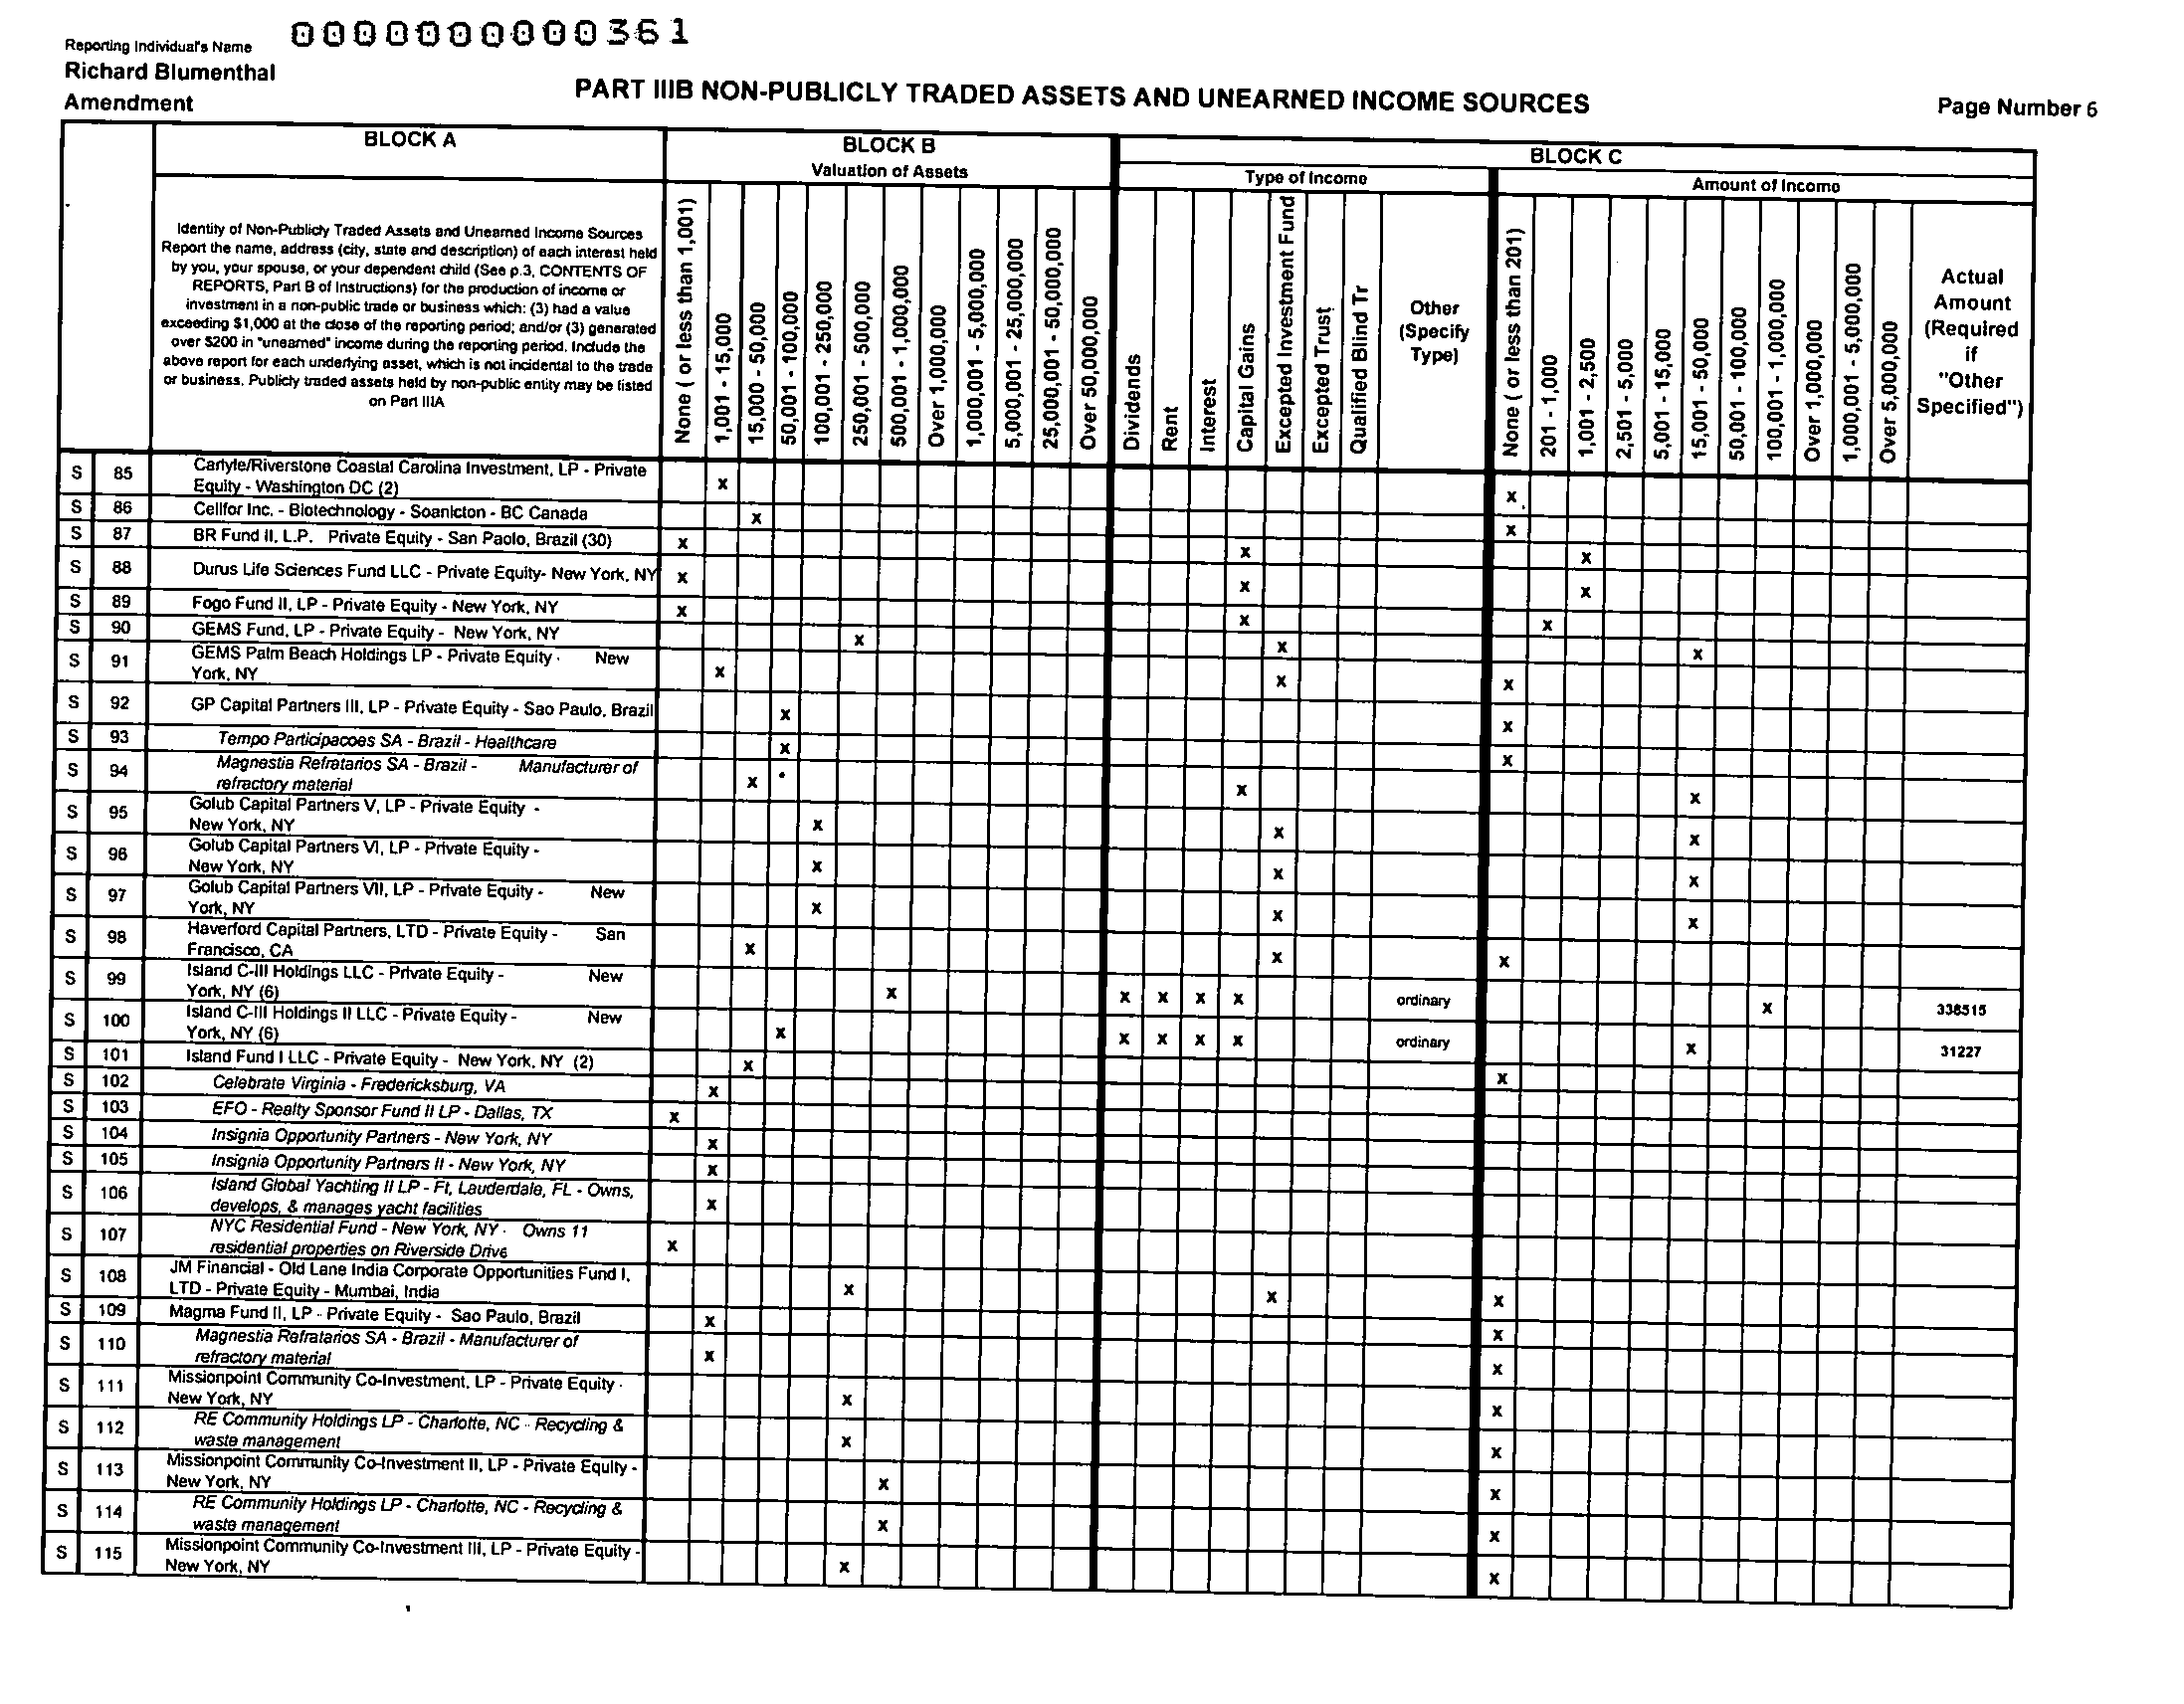 0000000000361
Reporting Individual's Name
Richard Blumenthal
Amendment
PART IIIB NON-PUBLICLY TRADED ASSETS AND UNEARNED INCOME SOURCES
Page Number 6
BLOCK A
BLOCK B
Valuation of Assets
BLOCK C
Type of Income
Amount of Income
Identity of Non-Publicly Traded Assets and Unearned Income Sources
Report the name, address (city, state and description) of each interest held
by you, your spouse, or your dependent child (See p.3, CONTENTS OF
REPORTS, Part B of Instructions) for the production of income or
investment in a non-public trade or business which: (3) had a value
exceeding $1,000 at the close of the reporting period; and/or (3) generated
over $200 in "unearned" income during the reporting period. Include the
above report for each underlying asset, which is not incidental to the trade
or business. Publicly traded assets held by non-public entity may be listed
on Part IIIA
None ( or less than 1,001)
1,001 - 15,000
15,000 - 50,000
50,001 - 100,000
100,001 - 250,000
250,001 - 500,000
500,001 - 1,000,000
Over 1,000,000
1,000,001 - 5,000,000
5,000,001 - 25,000,000
25,000,001 - 50,000,000
Over 50,000,000
Dividends
Rent
Interest
Capital Gains
Excepted Investment Fund
Excepted Trust
Qualified Blind Tr
Other
(Specify
Type)
None ( or less than 201)
201 - 1,000
1,001 - 2,500
2,501 - 5,000
5,001 - 15,000
15,001 - 50,000
50,001 - 100,000
100,001 - 1,000,000
Over 1,000,000
1,000,001 - 5,000,000
Over 5,000,000
Actual
Amount
(Required
if
"Other
Specified")
S 85 Carlyle/Riverstone Coastal Carolina Investment, LP - Private
Equity - Washington DC (2) x x
S 86 Cellfor Inc. - Biotechnology - Soanicton - BC Canada x x
S 87 BR Fund II, L.P. Private Equity - San Paolo, Brazil (30) x x x
S 88 Durus Life Sciences Fund LLC - Private Equity- New York, NY x x x
S 89 Fogo Fund II, LP - Private Equity - New York, NY x x x
S 90 GEMS Fund, LP - Private Equity - New York, NY x x x
S 91 GEMS Palm Beach Holdings LP - Private Equity - New
York, NY x x x
S 92 GP Capital Partners III, LP - Private Equity - Sao Paulo, Brazil x x
S 93 Tempo Participacoes SA - Brazil - Healthcare x x
S 94 Magnestia Refratarios SA - Brazil - Manufacturer of
refractory material x x x
S 95 Golub Capital Partners V, LP - Private Equity -
New York, NY x x x
S 96 Golub Capital Partners VI, LP - Private Equity -
New York, NY x x x
S 97 Golub Capital Partners VII, LP - Private Equity - New
York, NY x x x
S 98 Haverford Capital Partners, LTD - Private Equity - San
Francisco, CA x x x
S 99 Island C-III Holdings LLC - Private Equity - New
York, NY (6) x x x x x ordinary x 338515
S 100 Island C-III Holdings II LLC - Private Equity - New
York, NY (6) x x x x x ordinary x 31227
S 101 Island Fund I LLC - Private Equity - New York, NY (2) x x
S 102 Celebrate Virginia - Fredericksburg, VA x
S 103 EFO - Realty Sponsor Fund II LP - Dallas, TX x
S 104 Insignia Opportunity Partners - New York, NY x
S 105 Insignia Opportunity Partners II - New York, NY x
S 106 Island Global Yachting II LP - Ft, Lauderdale, FL - Owns,
develops, & manages yacht facilities x
S 107 NYC Residential Fund - New York, NY - Owns 11
residential properties on Riverside Drive x
S 108 JM Financial - Old Lane India Corporate Opportunities Fund I,
LTD - Private Equity - Mumbai, India x x x
S 109 Magma Fund II, LP - Private Equity - Sao Paulo, Brazil x x
S 110 Magnestia Refratarios SA - Brazil - Manufacturer of
refractory material x x
S 111 Missionpoint Community Co-Investment, LP - Private Equity -
New York, NY x x
S 112 RE Community Holdings LP - Charlotte, NC - Recycling &
waste management x x
S 113 Missionpoint Community Co-Investment II, LP - Private Equity -
New York, NY x x
S 114 RE Community Holdings LP - Charlotte, NC - Recycling &
waste management x x
S 115 Missionpoint Community Co-Investment III, LP - Private Equity -
New York, NY x x